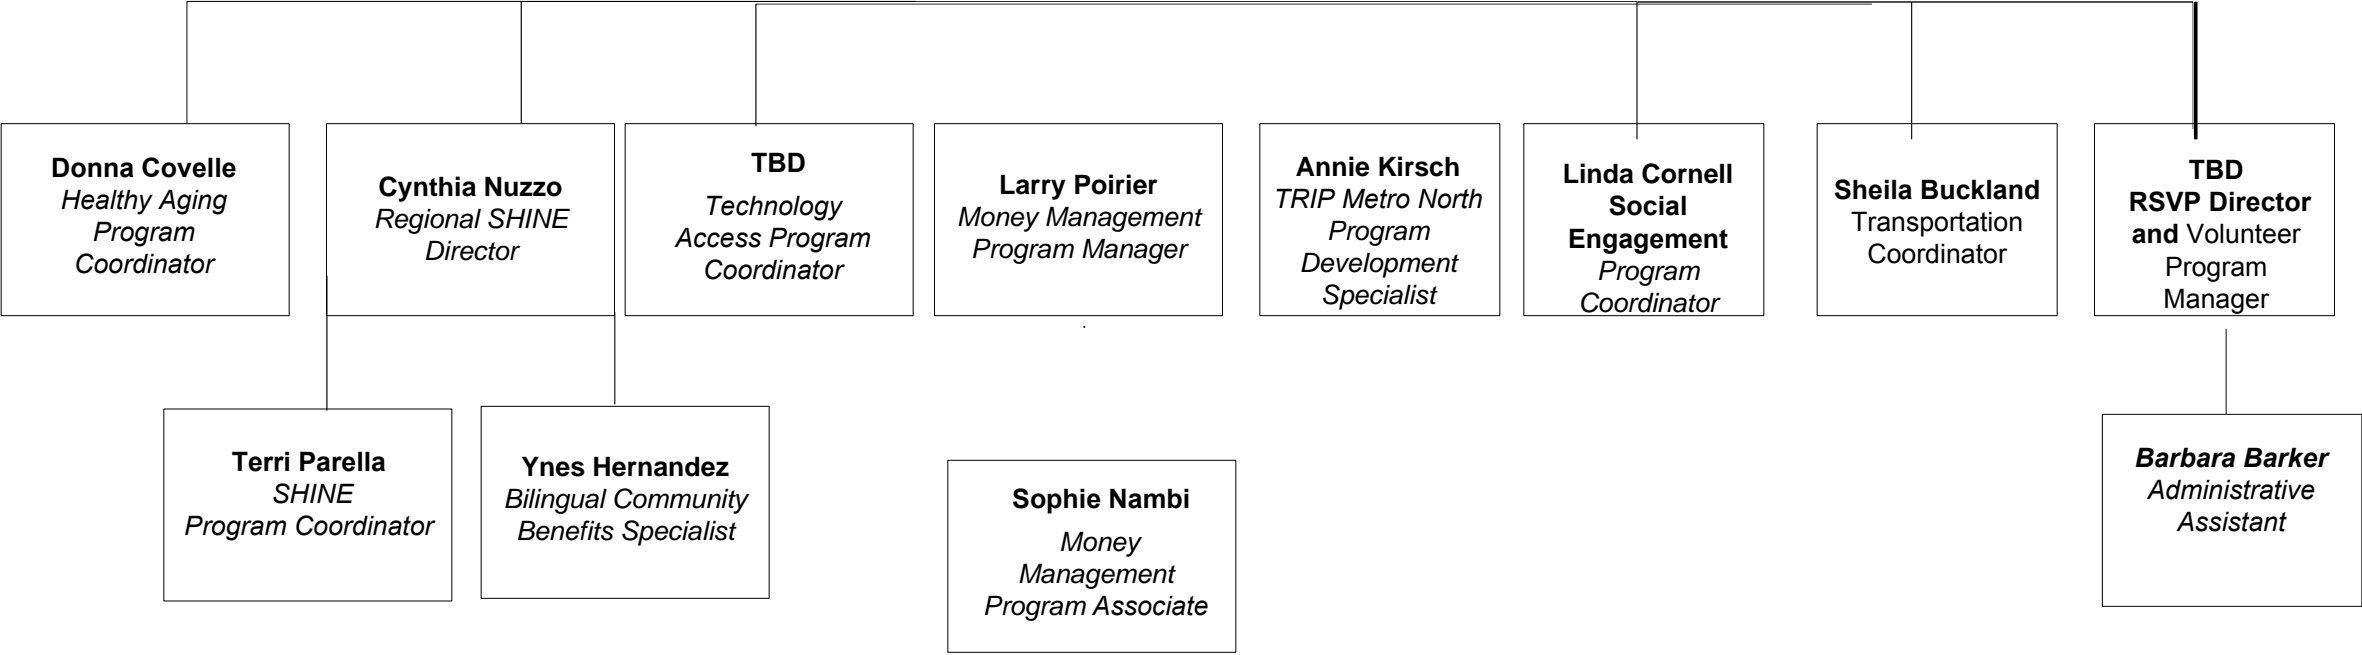 Donna Covelle
Healthy Aging
Program
Coordinator
Cynthia Nuzzo
Regional SHINE
Director
TBD
Technology
Access Program
Coordinator
Larry Poirier
Money Management
Program Manager
.
Annie Kirsch
TRIP Metro North
Program
Development
Specialist
Linda Cornell
Social
Engagement
Program
Coordinator
Sheila Buckland
Transportation
Coordinator
TBD
RSVP Director
and Volunteer
Program
Manager
Terri Parella
SHINE
Program Coordinator
Ynes Hernandez
Bilingual Community
Benefits Specialist
Sophie Nambi
Money
Management
Program Associate
Barbara Barker
Administrative
Assistant